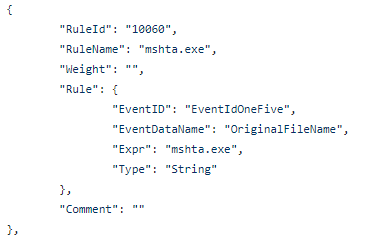 {
"RuleId": "10060",
"RuleName": "mshta.exe",
"Weight": "",
"Rule": {
"EventID": "EventIdOneFive",
"EventDataName": "OriginalFileName",
"Expr": "mshta.exe",
"Type": "String"
},
"Comment": ""
},